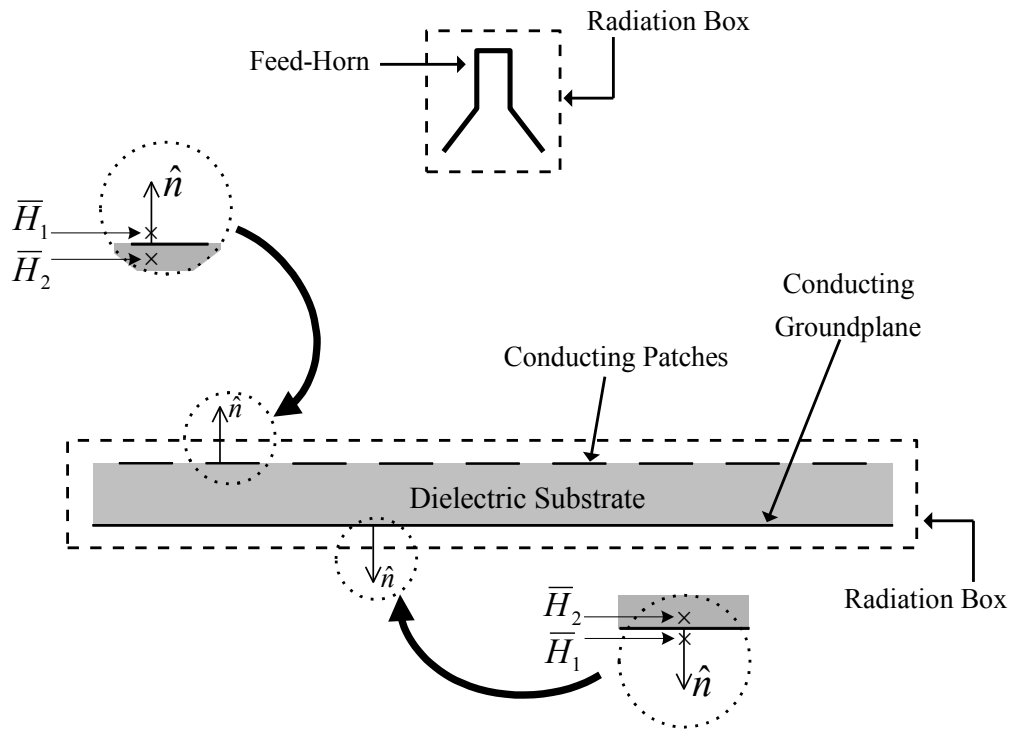 Radiation Box
Feed-Horn
n̂
H̅₁
H̅₂
Conducting
Groundplane
Conducting Patches
n̂
Dielectric Substrate
n̂
Radiation Box
H̅₂
H̅₁
n̂